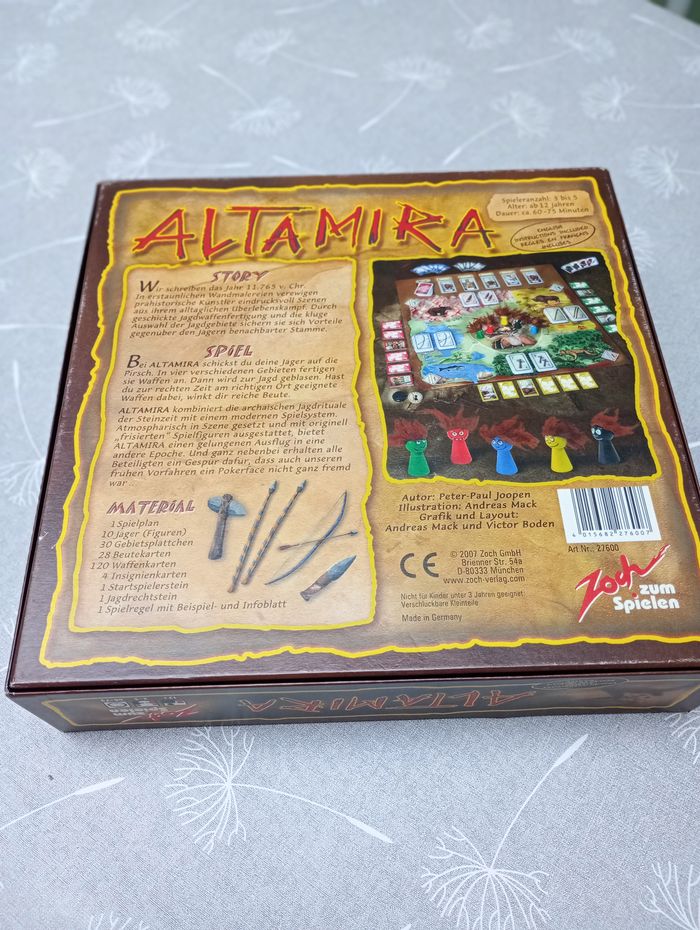 ALTAMIRA
Spieleranzahl: 3 bis 5
Alter: ab 12 Jahren
Dauer: ca. 60-75 Minuten
ENGLISH
INSTRUCTIONS INCLUDED
RÈGLES EN FRANÇAIS
INCLUSES
STORY
Wir schreiben das Jahr 11.765 v. Chr.
In erstaunlichen Wandmalereien verewigen
prähistorische Künstler eindrucksvoll Szenen
aus ihrem alltäglichen Überlebenskampf. Durch
geschickte Jagdwaffenfertigung und die kluge
Auswahl der Jagdgebiete sichern sie sich Vorteile
gegenüber den Jägern benachbarter Stämme.
SPIEL
Bei ALTAMIRA schickst du deine Jäger auf die
Pirsch. In vier verschiedenen Gebieten fertigen
sie Waffen an. Dann wird zur Jagd geblasen. Hast
du zur rechten Zeit am richtigen Ort geeignete
Waffen dabei, winkt dir reiche Beute.
ALTAMIRA kombiniert die archaischen Jagdrituale
der Steinzeit mit einem modernen Spielsystem.
Atmosphärisch in Szene gesetzt und mit originell
„frisierten“ Spielfiguren ausgestattet, bietet
ALTAMIRA einen gelungenen Ausflug in eine
andere Epoche. Und ganz nebenbei erhalten alle
Beteiligten ein Gespür dafür, dass auch unseren
frühen Vorfahren ein Pokerface nicht ganz fremd
war ..
MATERIAL
1 Spielplan
10 Jäger (Figuren)
30 Gebietsplättchen
28 Beutekarten
120 Waffenkarten
4 Insignienkarten
1 Startspielerstein
1 Jagdrechtstein
1 Spielregel mit Beispiel- und Infoblatt
Autor: Peter-Paul Joopen
Illustration: Andreas Mack
Grafik und Layout:
Andreas Mack und Victor Boden
4 015682 276007
Art Nr.: 27600
CE
© 2007 Zoch GmbH
Brienner Str. 54a
D-80333 München
www.zoch-verlag.com
Nicht für Kinder unter 3 Jahren geeignet
Verschluckbare Kleinteile
Made in Germany
Zoch
zum
Spielen
ALTAMIRA